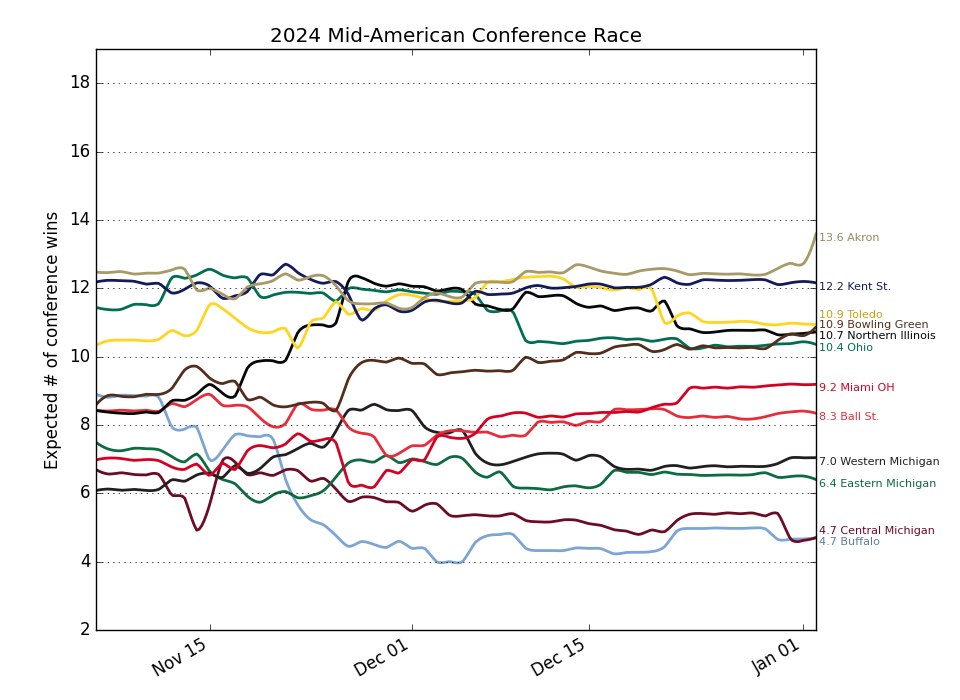 2024 Mid-American Conference Race
Expected # of conference wins
18
16
14
12
10
8
6
4
2
Nov 15
Dec 01
Dec 15
Jan 01
13.6 Akron
12.2 Kent St.
10.9 Toledo
10.9 Bowling Green
10.7 Northern Illinois
10.4 Ohio
9.2 Miami OH
8.3 Ball St.
7.0 Western Michigan
6.4 Eastern Michigan
4.7 Central Michigan
4.7 Buffalo